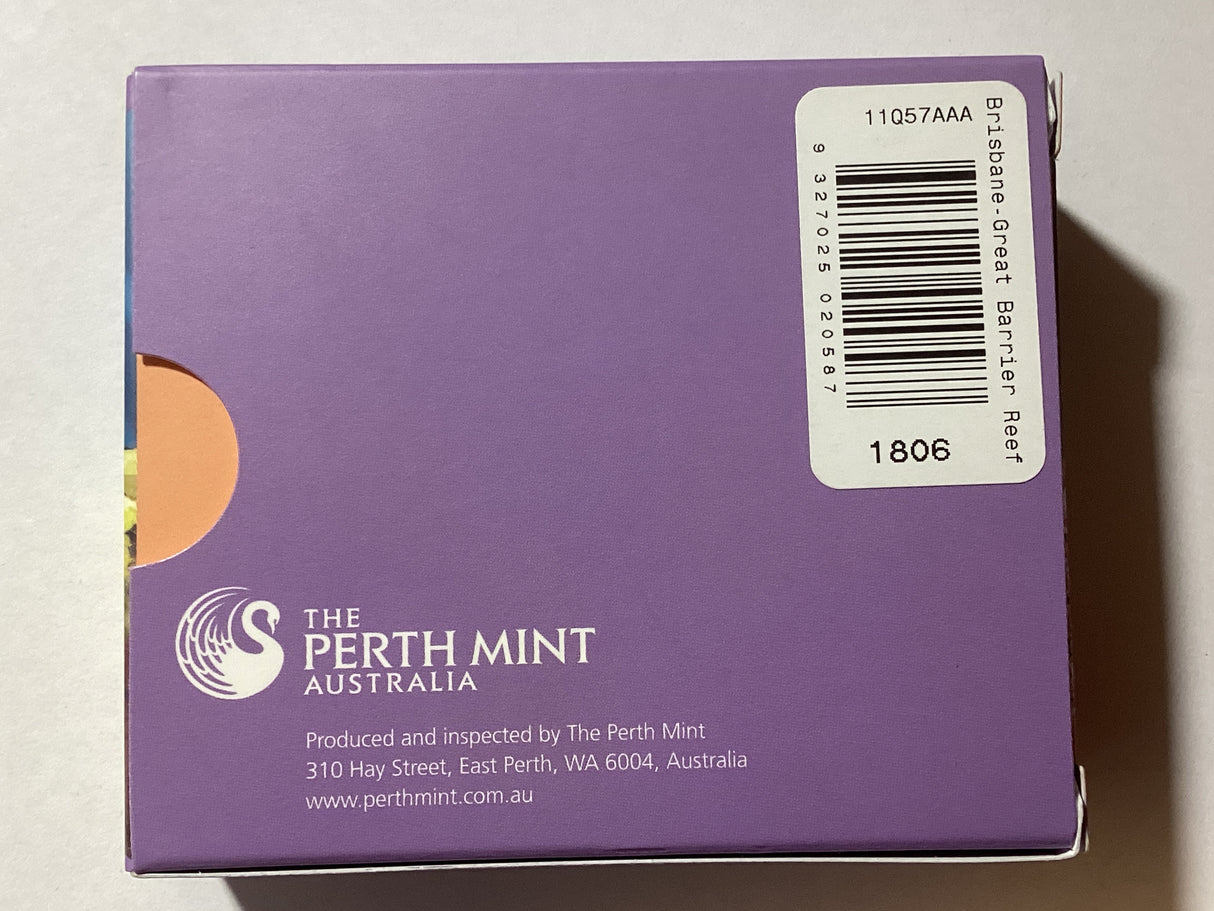 11Q57AAA
Brisbane-Great Barrier Reef
9 327025 020587
1806
THE
PERTH MINT
AUSTRALIA
Produced and inspected by The Perth Mint
310 Hay Street, East Perth, WA 6004, Australia
www.perthmint.com.au